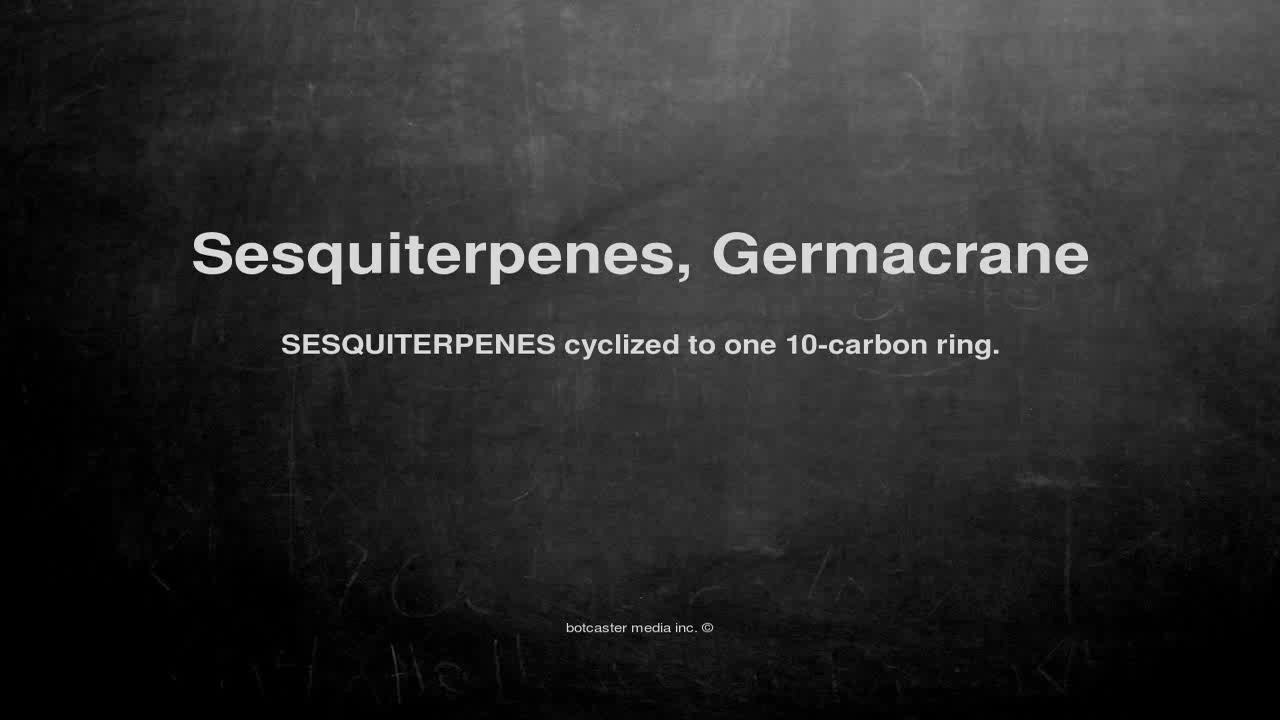 Sesquiterpenes, Germacrane
SESQUITERPENES cyclized to one 10-carbon ring.
botcaster media inc. ©